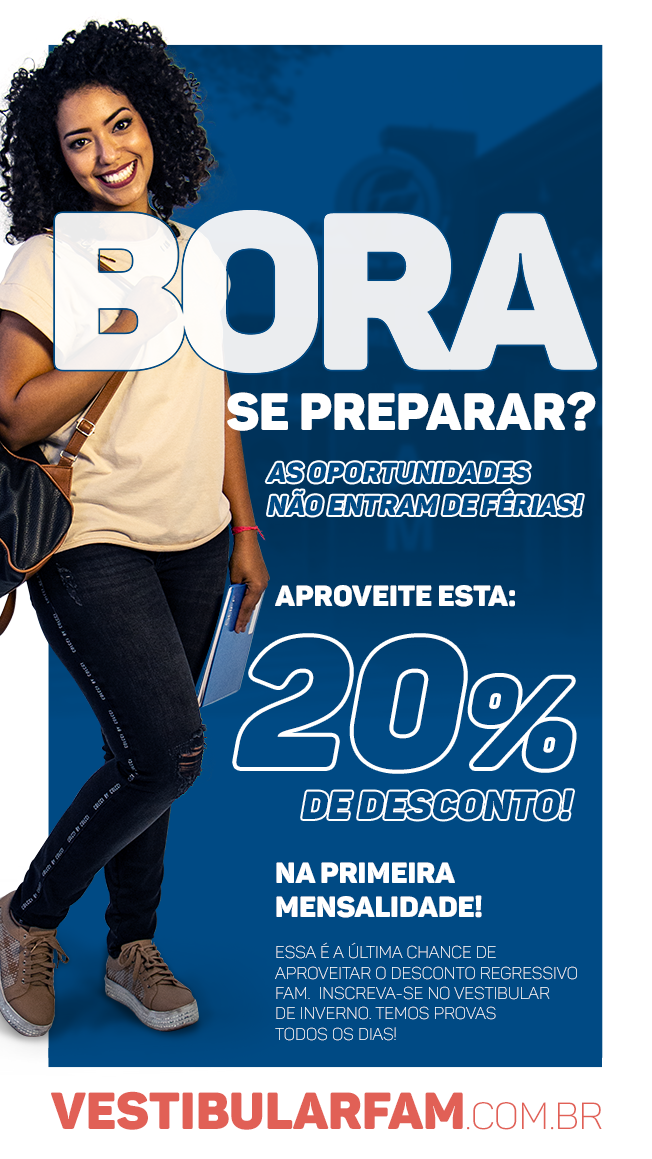 BORA
SE PREPARAR?
AS OPORTUNIDADES
NÃO ENTRAM DE FÉRIAS!
APROVEITE ESTA:
20%
DE DESCONTO!
NA PRIMEIRA
MENSALIDADE!
ESSA É A ÚLTIMA CHANCE DE
APROVEITAR O DESCONTO REGRESSIVO
FAM. INSCREVA-SE NO VESTIBULAR
DE INVERNO. TEMOS PROVAS
TODOS OS DIAS!
VESTIBULARFAM.COM.BR